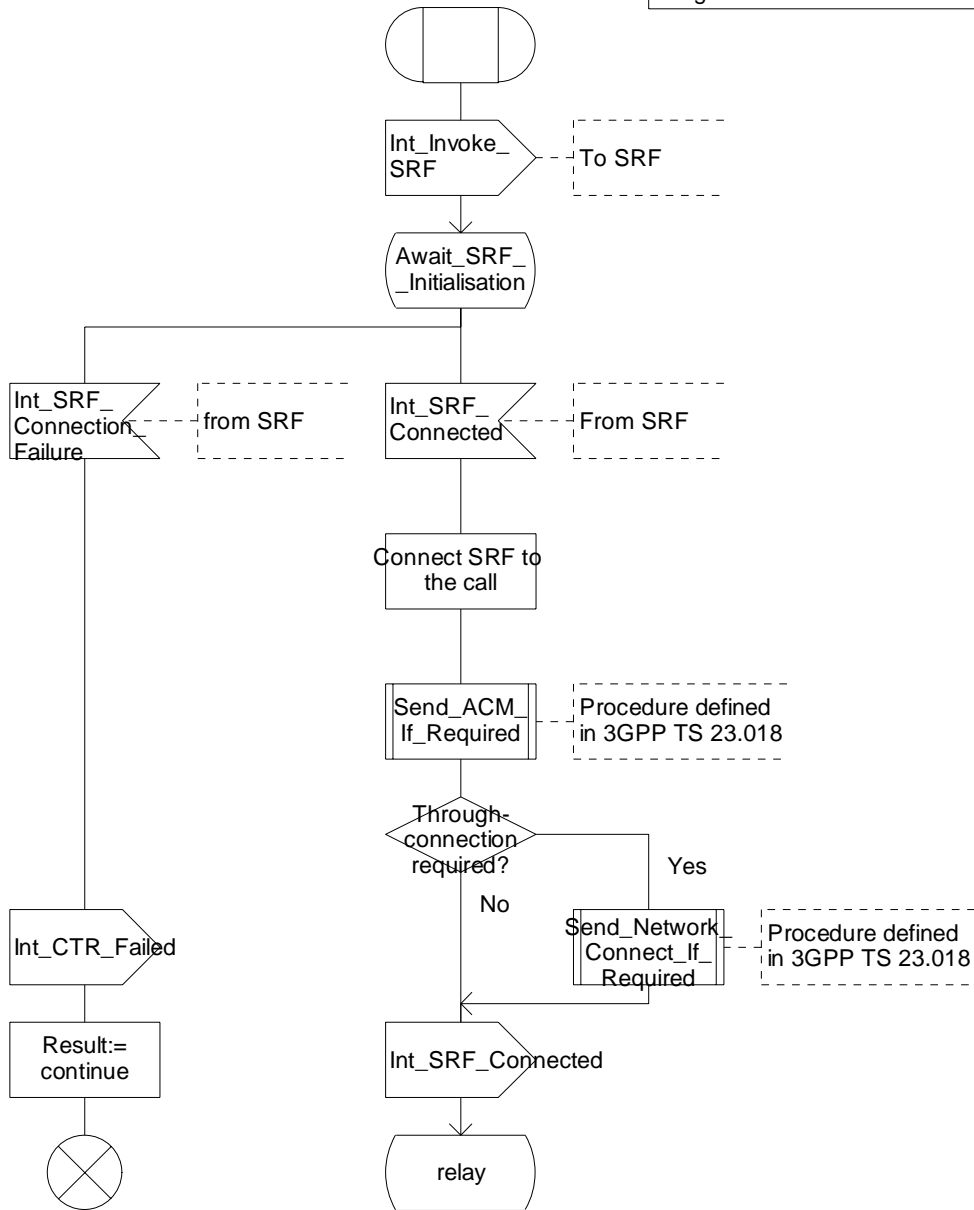 Int_Invoke_
SRF
To SRF
Await_SRF_
_Initialisation
Int_SRF_
Connection_
Failure
from SRF
Int_SRF_
Connected
From SRF
Connect SRF to
the call
Send_ACM_
If_Required
Procedure defined
in 3GPP TS 23.018
Through-
connection
required?
Yes
No
Send_Network_
Connect_If_
Required
Procedure defined
in 3GPP TS 23.018
Int_CTR_Failed
Result:=
continue
Int_SRF_Connected
relay